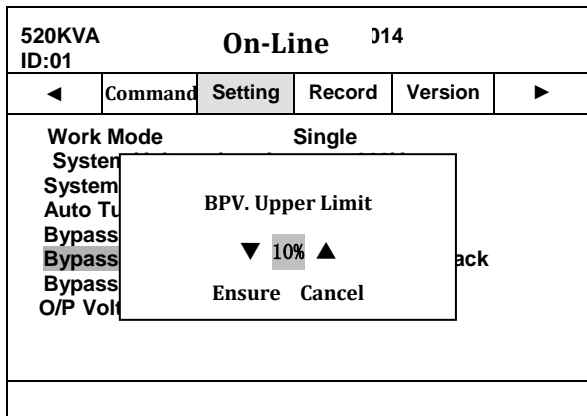 520KVA On-Line 014
ID:01
◄ Command Setting Record Version ►
Work Mode Single
System
System
Auto Tu
Bypass
Bypass ack
Bypass
O/P Volt
BPV. Upper Limit
▼ 10% ▲
Ensure Cancel